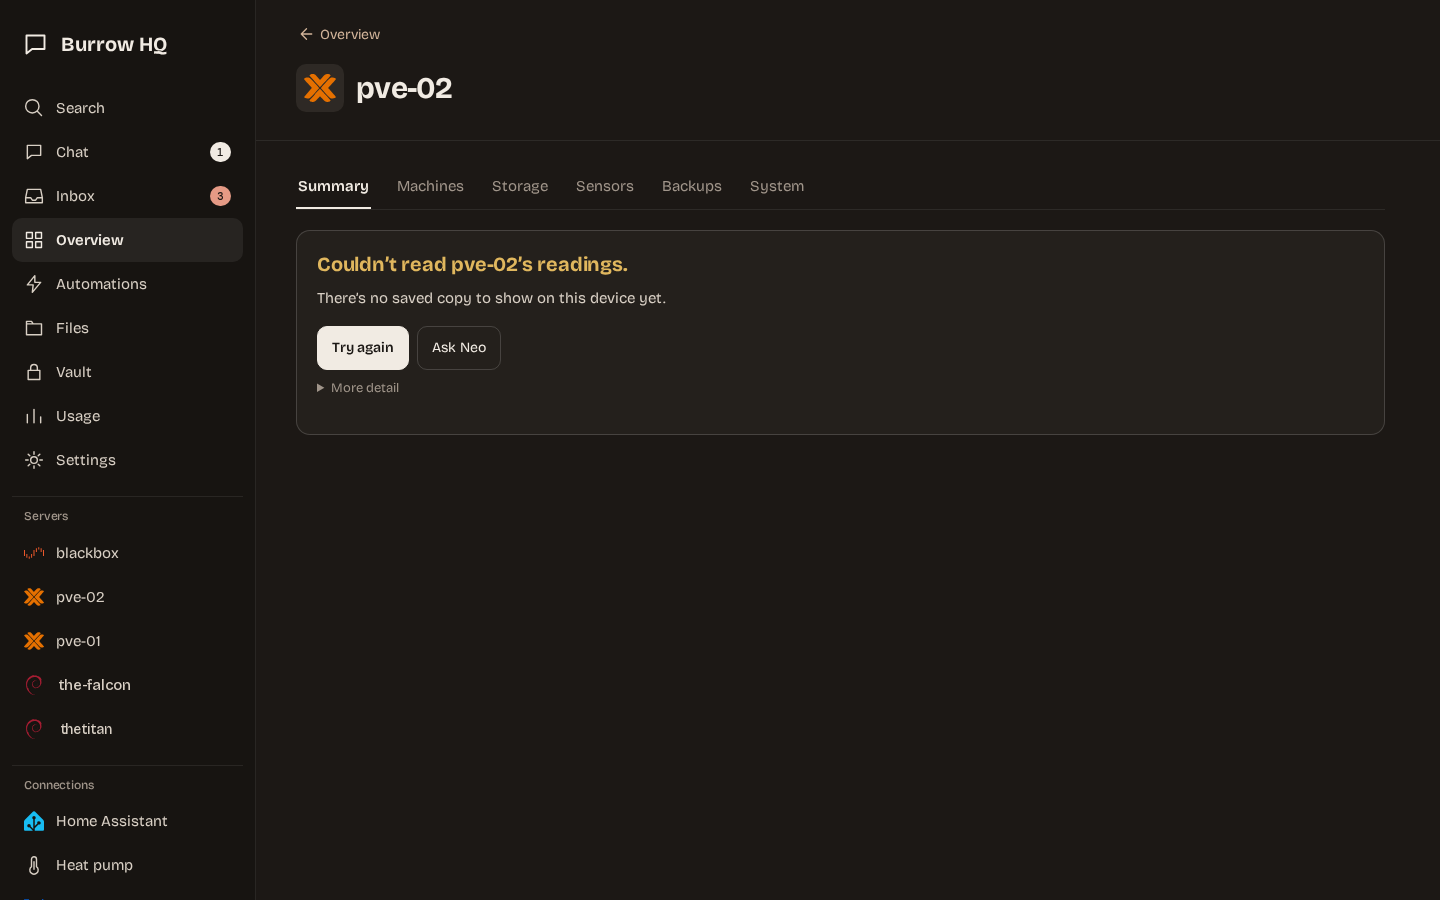 Burrow HQ
Search
Chat 1
Inbox 3
Overview
Automations
Files
Vault
Usage
Settings
Servers
blackbox
pve-02
pve-01
the-falcon
thetitan
Connections
Home Assistant
Heat pump
Overview
pve-02
Summary Machines Storage Sensors Backups System
Couldn't read pve-02's readings.
There's no saved copy to show on this device yet.
Try again Ask Neo
More detail